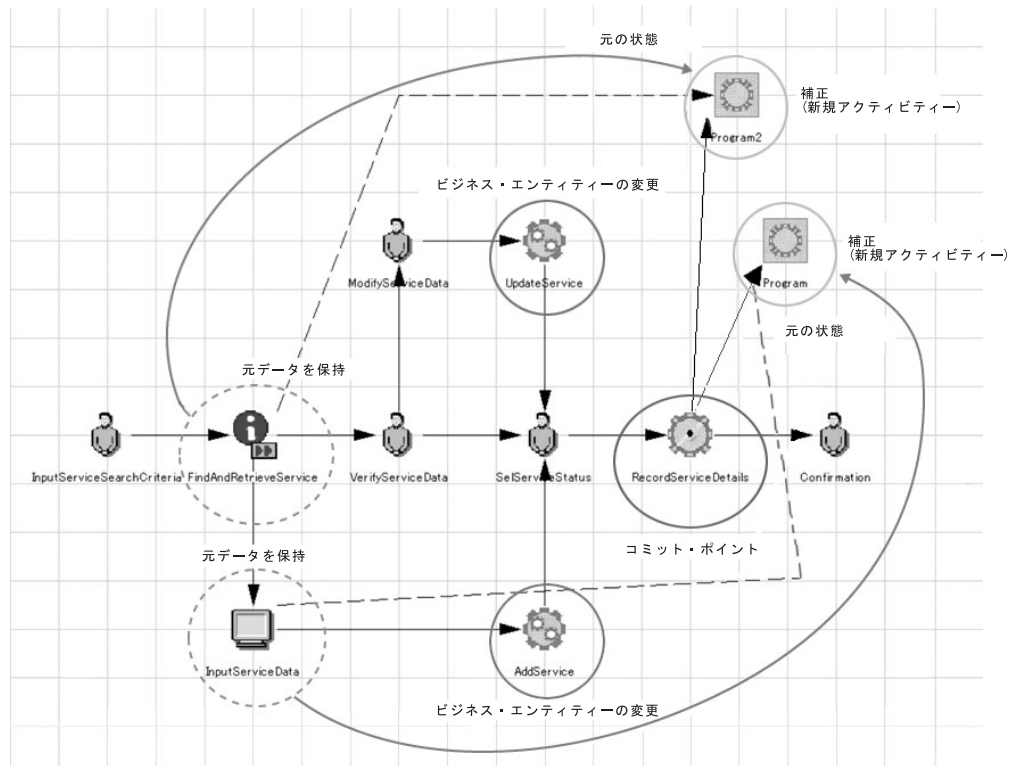 元の状態
補正
(新規アクティビティー)
Program2
ビジネス・エンティティーの変更
補正
(新規アクティビティー)
ModifyServiceData
UpdateService
Program
元の状態
元データを保持
InputServiceSearchCriteria
FindAndRetrieveService
VerifyServiceData
SelServiceStatus
RecordServiceDetails
Confirmation
コミット・ポイント
元データを保持
InputServiceData
AddService
ビジネス・エンティティーの変更